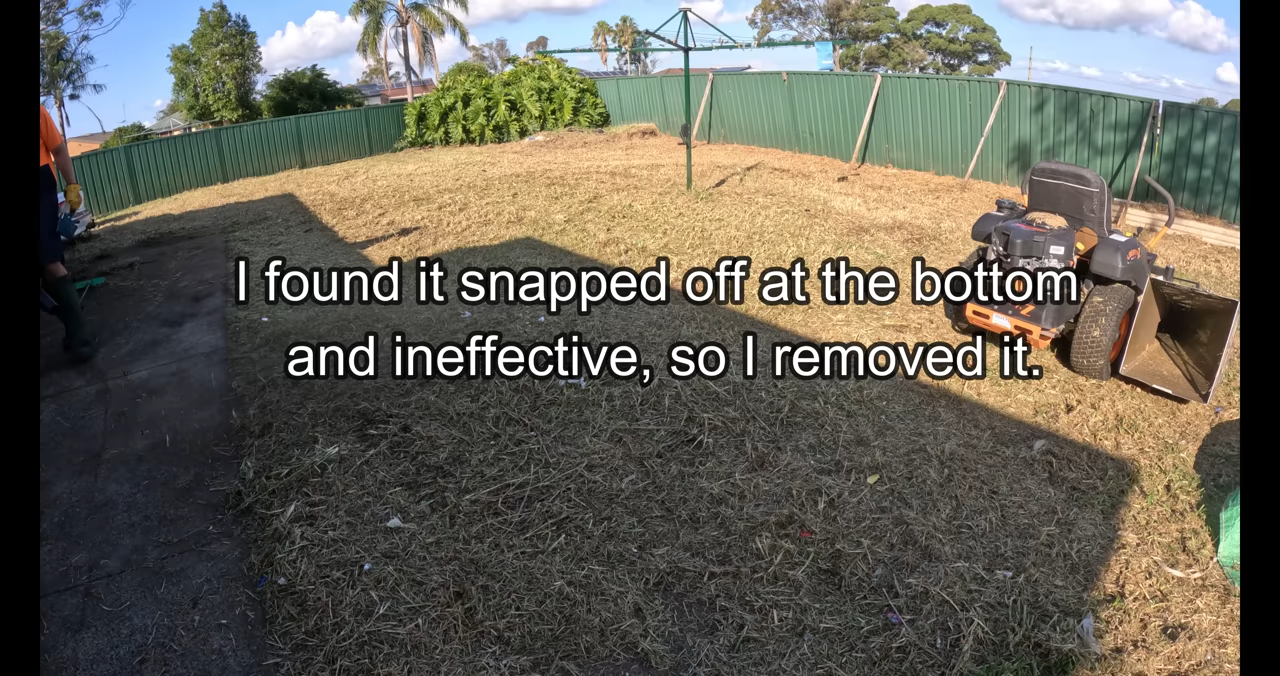 I found it snapped off at the bottom
and ineffective, so I removed it.